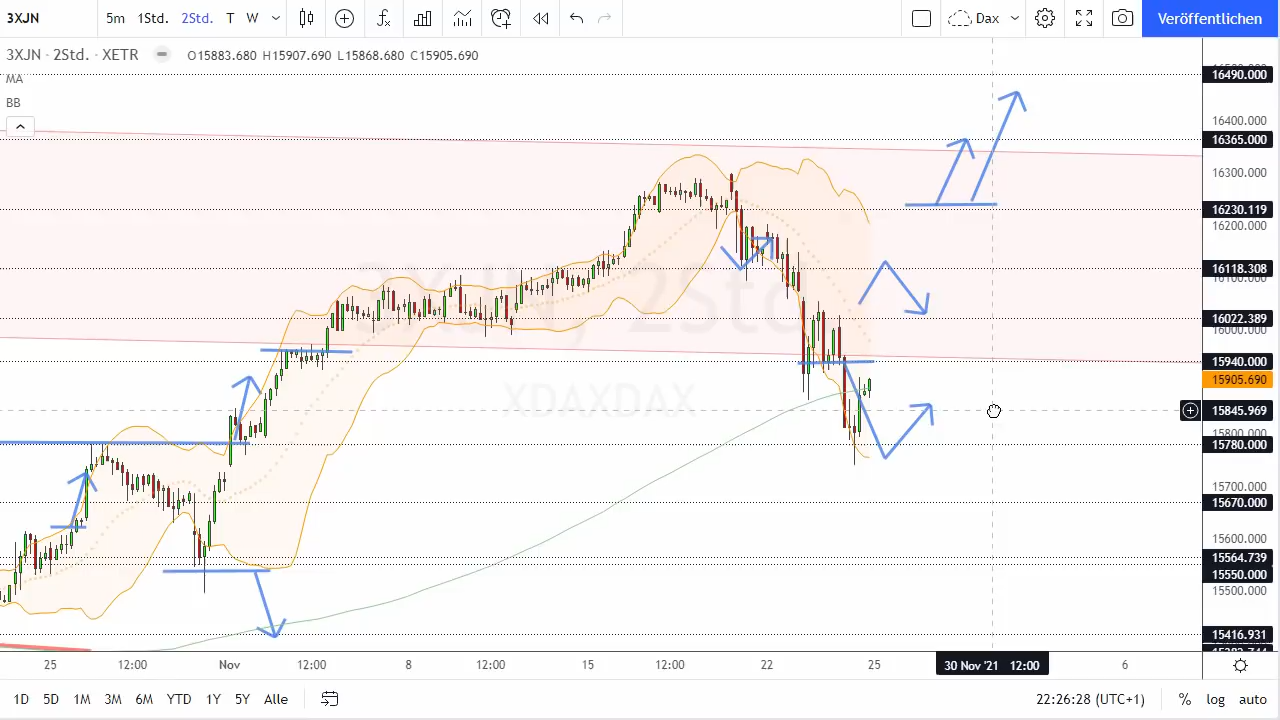 3XJN 5m 1Std. 2Std. T W Dax Veröffentlichen
3XJN · 2Std. · XETR O15883.680 H15907.690 L15868.680 C15905.690
MA
BB
16490.000
16400.000
16365.000
16300.000
16230.119
16200.000
16118.308
16022.389
16000.000
15940.000
15905.690
15845.969
15800.000
15780.000
15700.000
15670.000
15600.000
15564.739
15550.000
15500.000
15416.931
3XJN, 2Std.
DAXDAX
25 12:00 Nov 12:00 8 12:00 15 12:00 22 25 30 Nov '21 12:00 6
1D 5D 1M 3M 6M YTD 1Y 5Y Alle 22:26:28 (UTC+1) % log auto